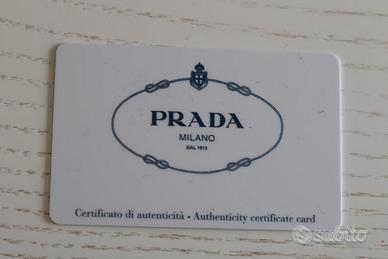 PRADA
MILANO
DAL 1913
Certificato di autenticità • Authenticity certificate card
subito